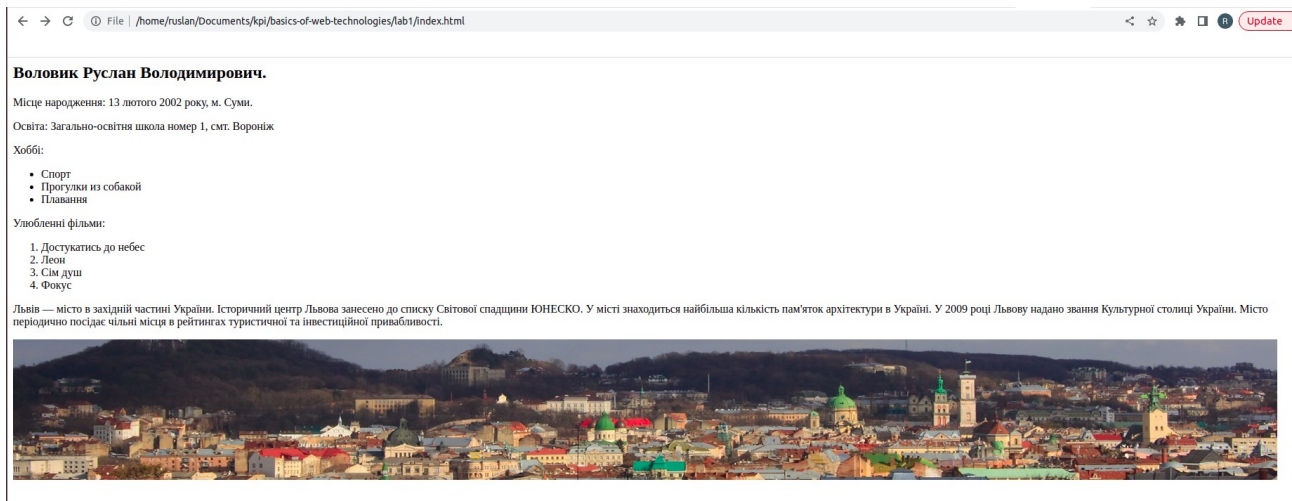 File /home/ruslan/Documents/kpi/basics-of-web-technologies/lab1/index.html
R
Update
Воловик Руслан Володимирович.
Місце народження: 13 лютого 2002 року, м. Суми.
Освіта: Загально-освітня школа номер 1, смт. Вороніж
Хоббі:
• Спорт
• Прогулки из собакой
• Плавання
Улюбленні фільми:
1. Достукатись до небес
2. Леон
3. Сім душ
4. Фокус
Львів — місто в західній частині України. Історичний центр Львова занесено до списку Світової спадщини ЮНЕСКО. У місті знаходиться найбільша кількість пам'яток архітектури в Україні. У 2009 році Львову надано звання Культурної столиці України. Місто
періодично посідає чільні місця в рейтингах туристичної та інвестиційної привабливості.